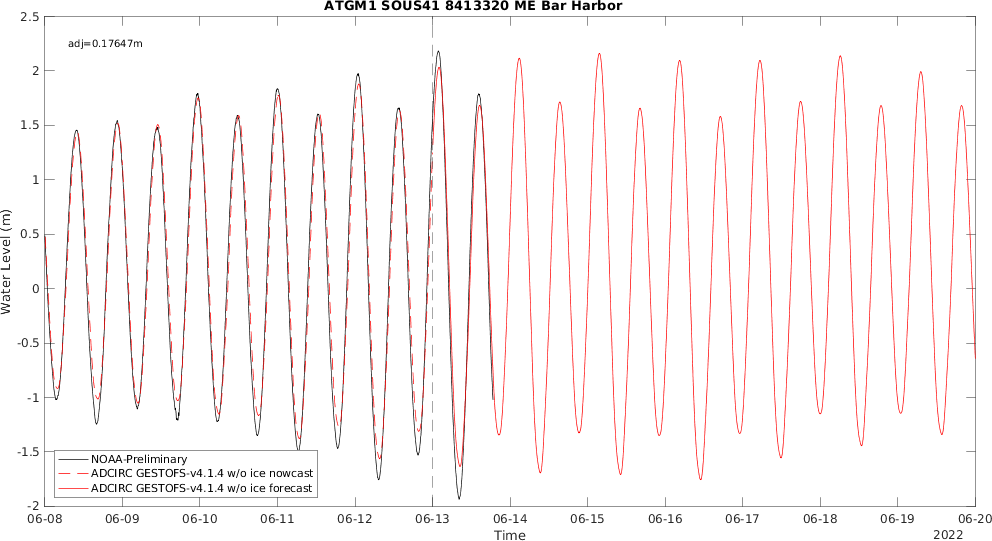 ATGM1 SOUS41 8413320 ME Bar Harbor
adj=0.17647m
Water Level (m)
2.5
2
1.5
1
0.5
0
-0.5
-1
-1.5
-2
NOAA-Preliminary
ADCIRC GESTOFS-v4.1.4 w/o ice nowcast
ADCIRC GESTOFS-v4.1.4 w/o ice forecast
06-08 06-09 06-10 06-11 06-12 06-13 06-14 06-15 06-16 06-17 06-18 06-19 06-20
Time
2022